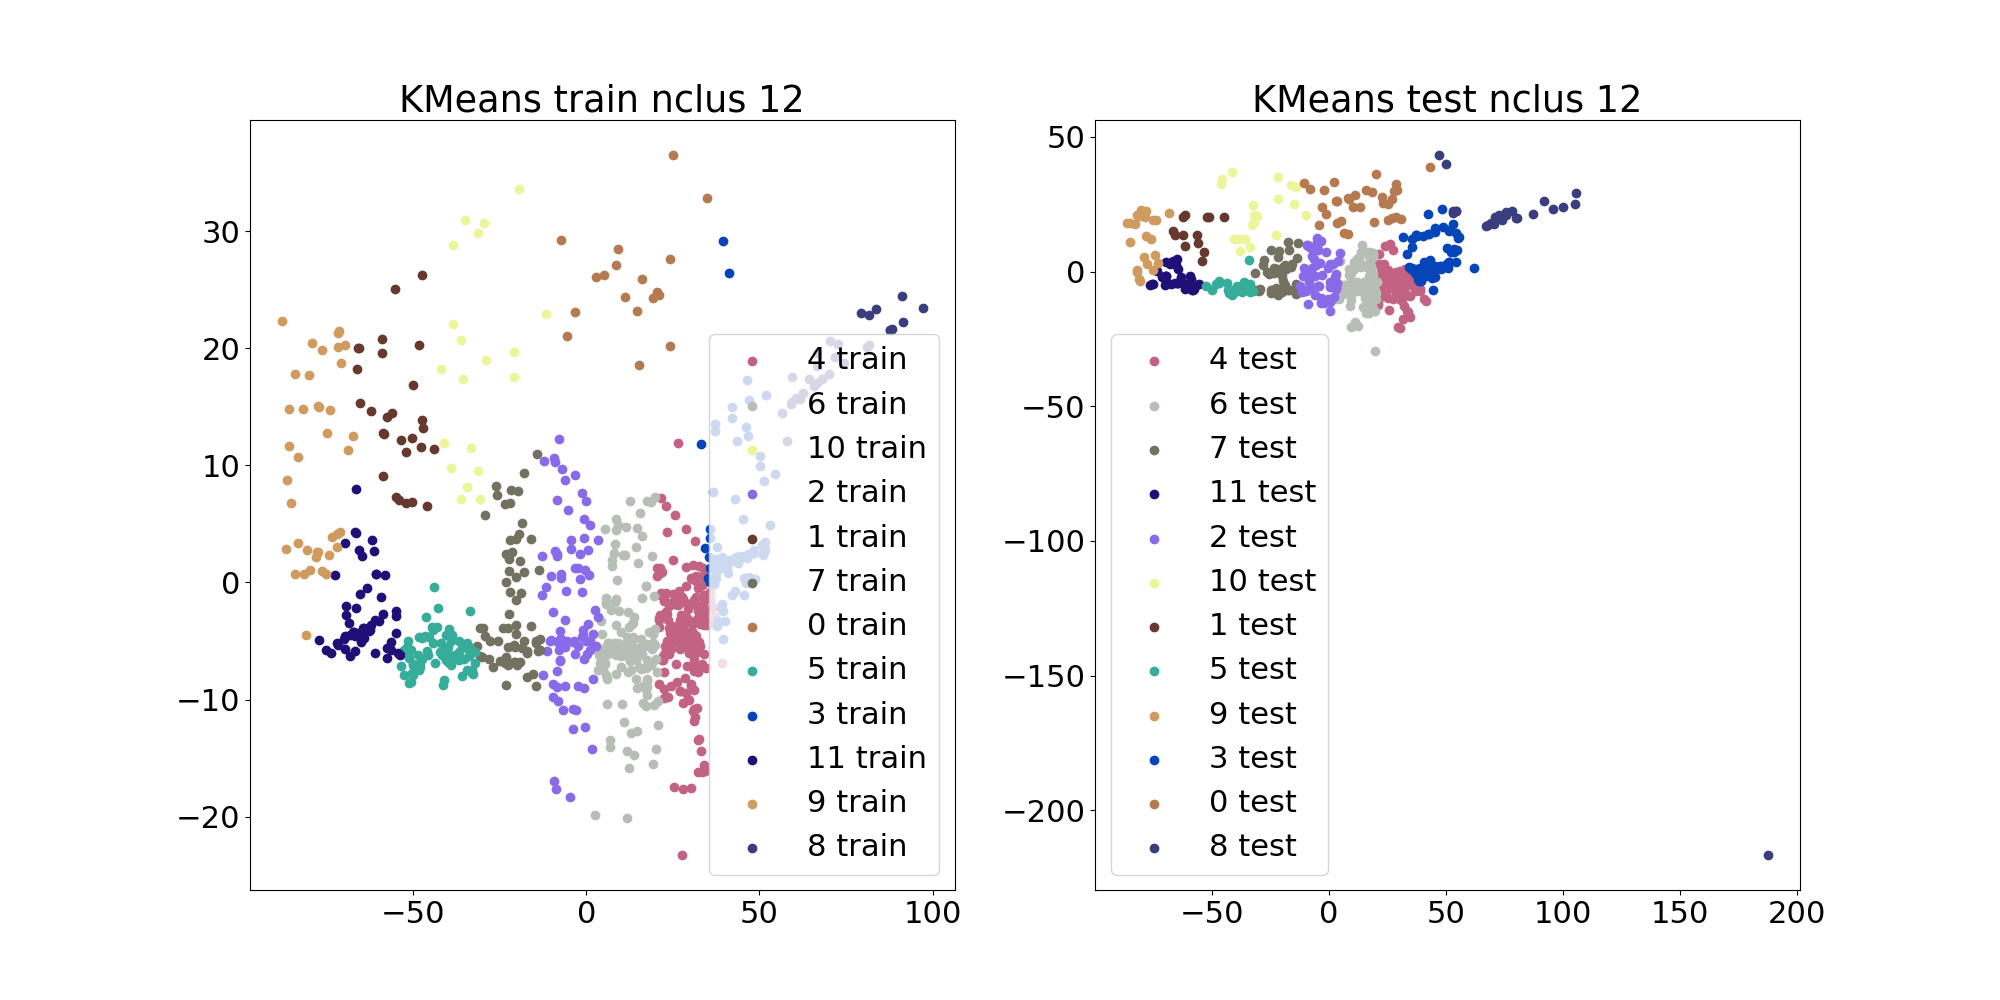 KMeans train nclus 12
30
20
10
0
−10
−20
−50
0
50
100
4 train
6 train
10 train
2 train
1 train
7 train
0 train
5 train
3 train
11 train
9 train
8 train
KMeans test nclus 12
50
0
−50
−100
−150
−200
−50
0
50
100
150
200
4 test
6 test
7 test
11 test
2 test
10 test
1 test
5 test
9 test
3 test
0 test
8 test